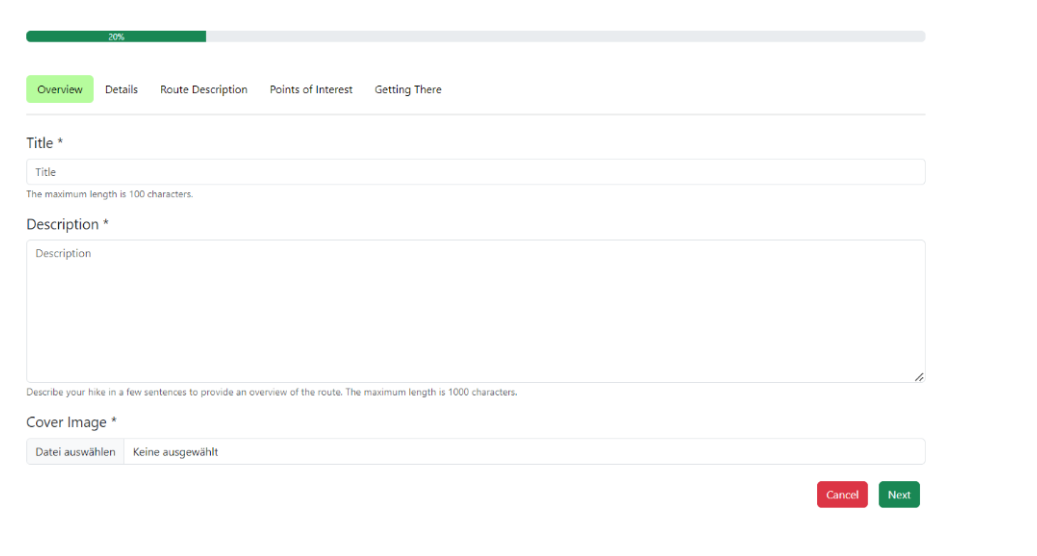 20%
Overview Details Route Description Points of Interest Getting There
Title *
Title
The maximum length is 100 characters.
Description *
Description
Describe your hike in a few sentences to provide an overview of the route. The maximum length is 1000 characters.
Cover Image *
Datei auswählen Keine ausgewählt
Cancel Next